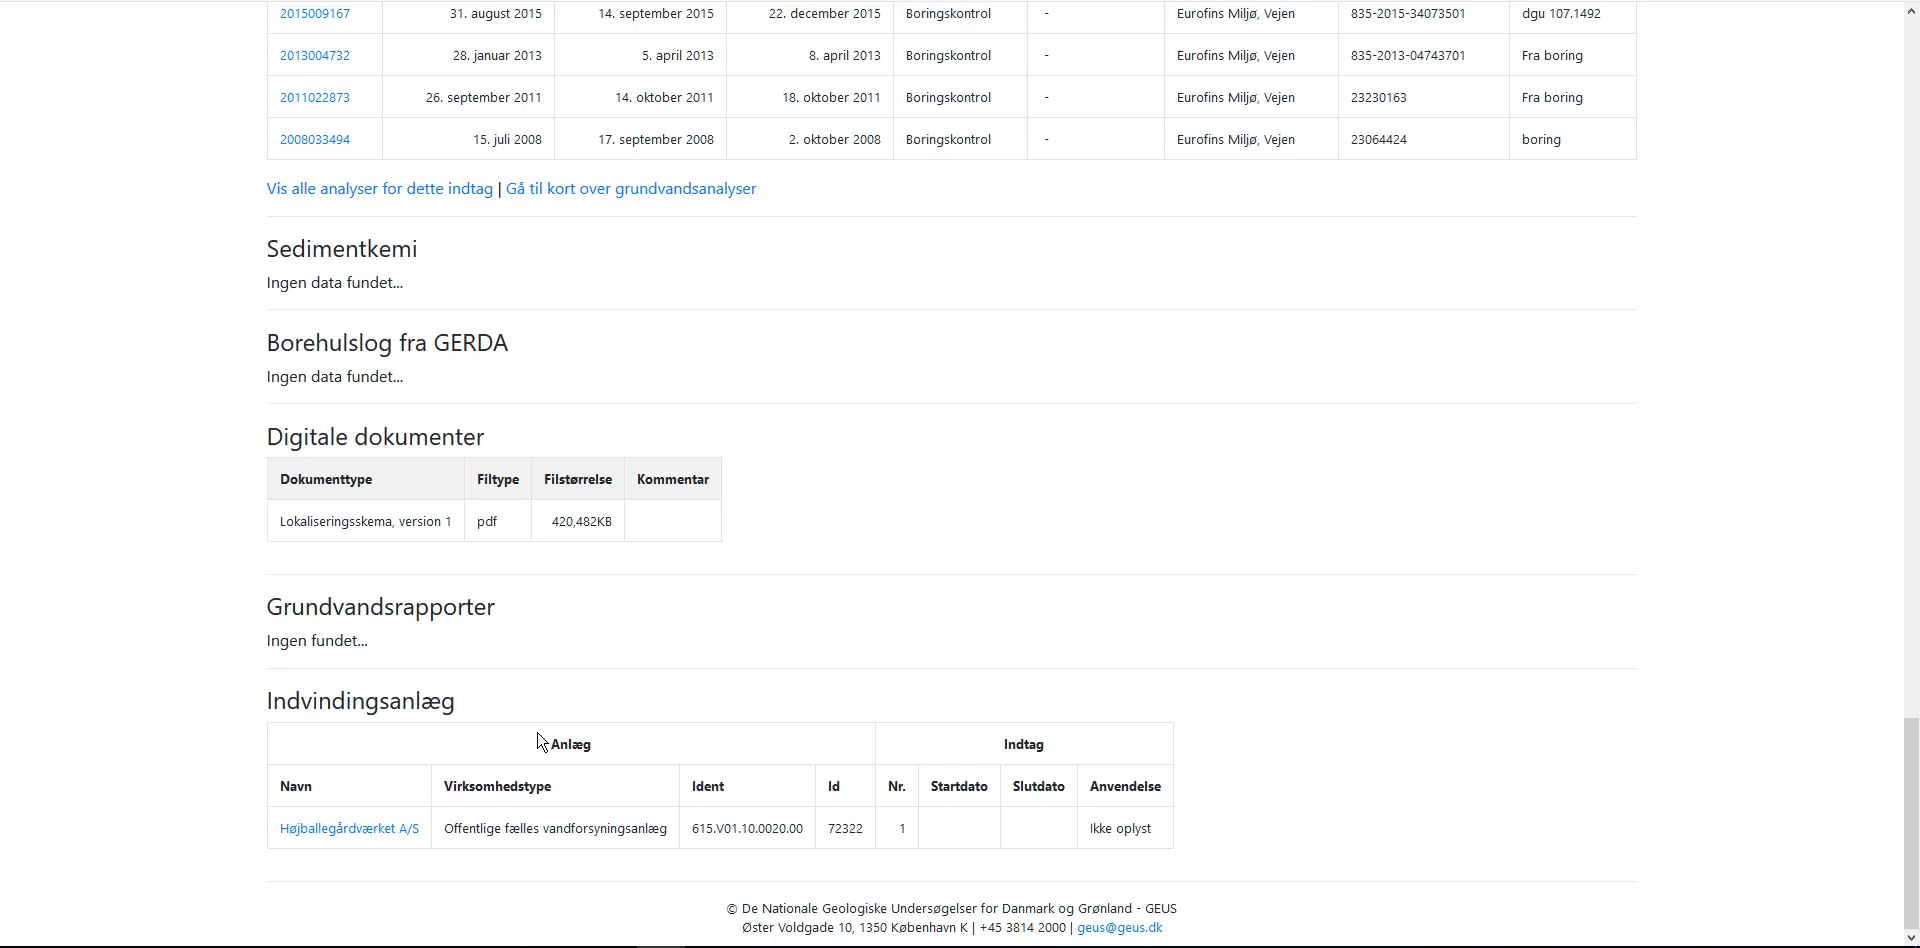 2015009167 31. august 2015 14. september 2015 22. december 2015 Boringskontrol - Eurofins Miljø, Vejen 835-2015-34073501 dgu 107.1492
2013004732 28. januar 2013 5. april 2013 8. april 2013 Boringskontrol - Eurofins Miljø, Vejen 835-2013-04743701 Fra boring
2011022873 26. september 2011 14. oktober 2011 18. oktober 2011 Boringskontrol - Eurofins Miljø, Vejen 23230163 Fra boring
2008033494 15. juli 2008 17. september 2008 2. oktober 2008 Boringskontrol - Eurofins Miljø, Vejen 23064424 boring
Vis alle analyser for dette indtag | Gå til kort over grundvandsanalyser
Sedimentkemi
Ingen data fundet...
Borehulslog fra GERDA
Ingen data fundet...
Digitale dokumenter
Dokumenttype Filtype Filstørrelse Kommentar
Lokaliseringsskema, version 1 pdf 420,482KB
Grundvandsrapporter
Ingen fundet...
Indvindingsanlæg
Anlæg Indtag
Navn Virksomhedstype Ident Id Nr. Startdato Slutdato Anvendelse
Højballegårdværket A/S Offentlige fælles vandforsyningsanlæg 615.V01.10.0020.00 72322 1 Ikke oplyst
© De Nationale Geologiske Undersøgelser for Danmark og Grønland - GEUS
Øster Voldgade 10, 1350 København K | +45 3814 2000 | geus@geus.dk